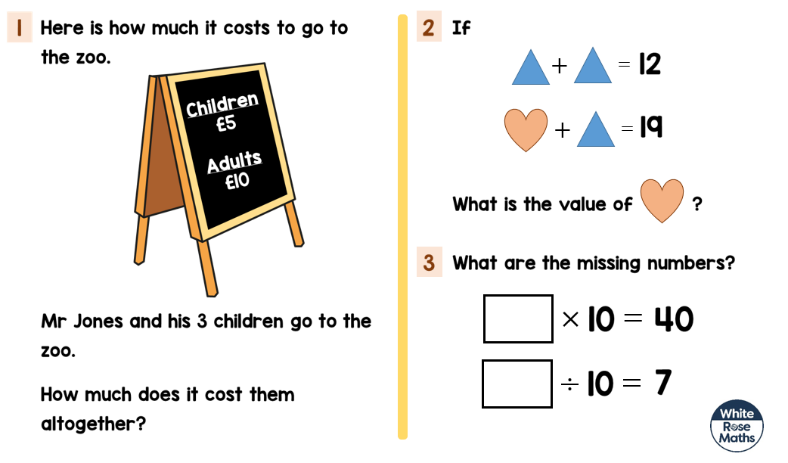 1 Here is how much it costs to go to
the zoo.
Children
£5
Adults
£10
Mr Jones and his 3 children go to the
zoo.
How much does it cost them
altogether?
2 If
+ = 12
+ = 19
What is the value of ?
3 What are the missing numbers?
× 10 = 40
÷ 10 = 7
White
Rose
Maths